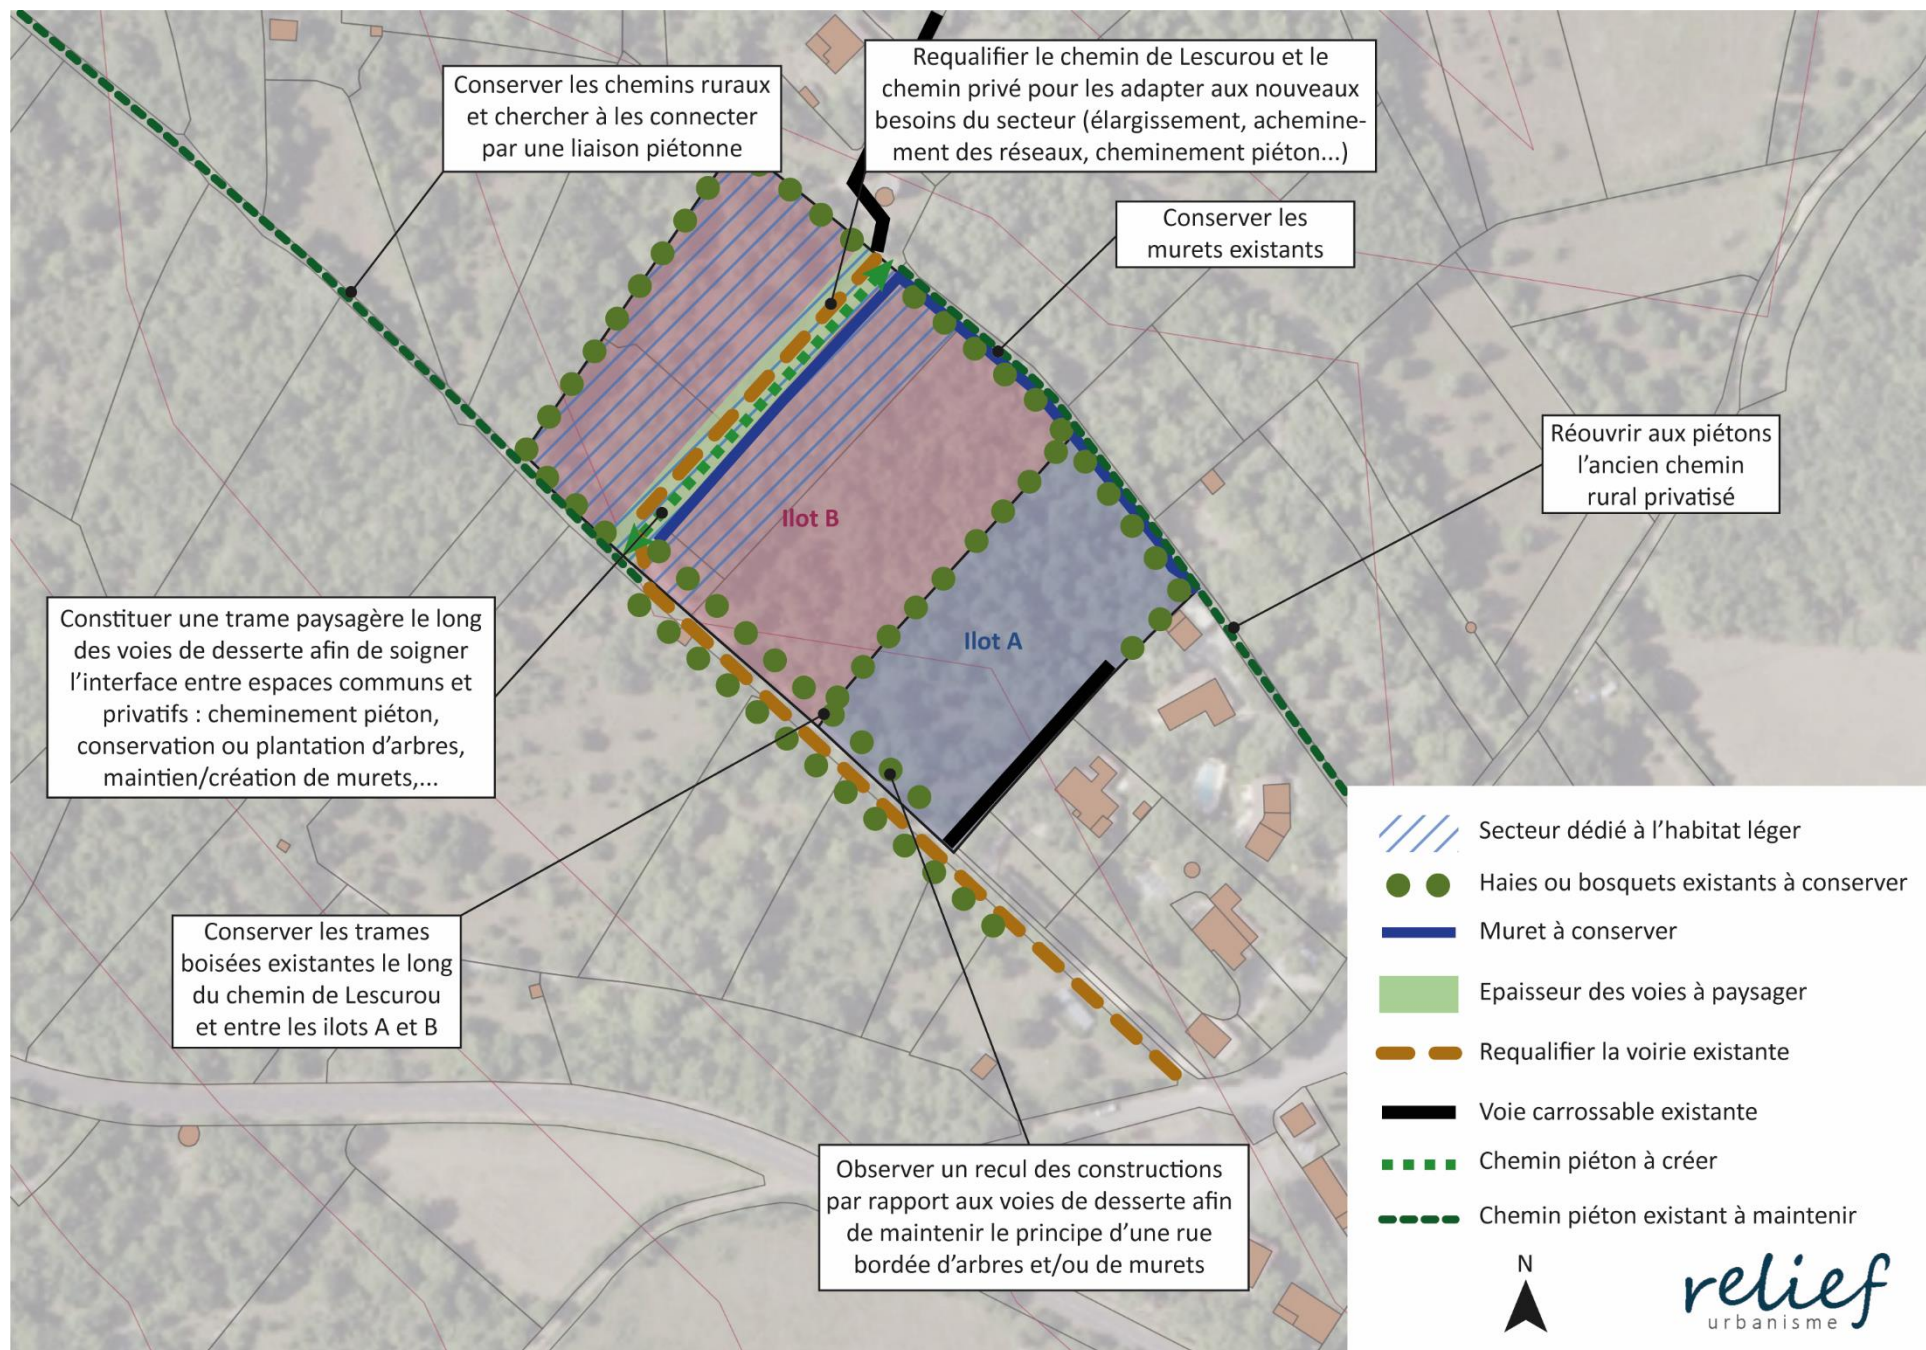 Conserver les chemins ruraux
et chercher à les connecter
par une liaison piétonne
Requalifier le chemin de Lescurou et le
chemin privé pour les adapter aux nouveaux
besoins du secteur (élargissement, achemine-
ment des réseaux, cheminement piéton...)
Conserver les
murets existants
Réouvrir aux piétons
l’ancien chemin
rural privatisé
Ilot B
Ilot A
Constituer une trame paysagère le long
des voies de desserte afin de soigner
l’interface entre espaces communs et
privatifs : cheminement piéton,
conservation ou plantation d’arbres,
maintien/création de murets,...
Conserver les trames
boisées existantes le long
du chemin de Lescurou
et entre les ilots A et B
Observer un recul des constructions
par rapport aux voies de desserte afin
de maintenir le principe d’une rue
bordée d’arbres et/ou de murets
Secteur dédié à l’habitat léger
Haies ou bosquets existants à conserver
Muret à conserver
Epaisseur des voies à paysager
Requalifier la voirie existante
Voie carrossable existante
Chemin piéton à créer
Chemin piéton existant à maintenir
N
relief
urbanisme